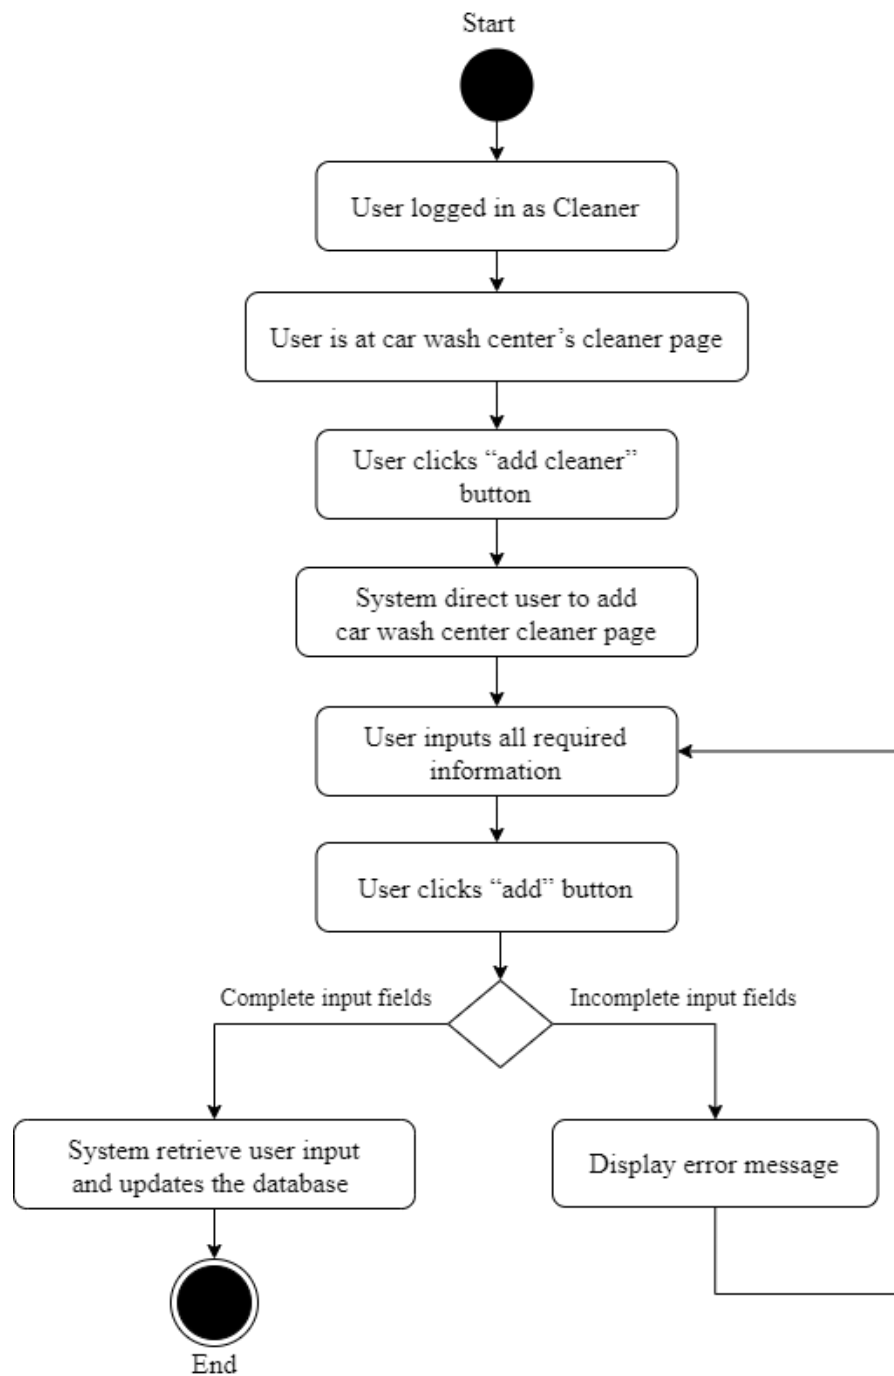 Start
User logged in as Cleaner
User is at car wash center’s cleaner page
User clicks “add cleaner”
button
System direct user to add
car wash center cleaner page
User inputs all required
information
User clicks “add” button
Complete input fields
Incomplete input fields
System retrieve user input
and updates the database
Display error message
End